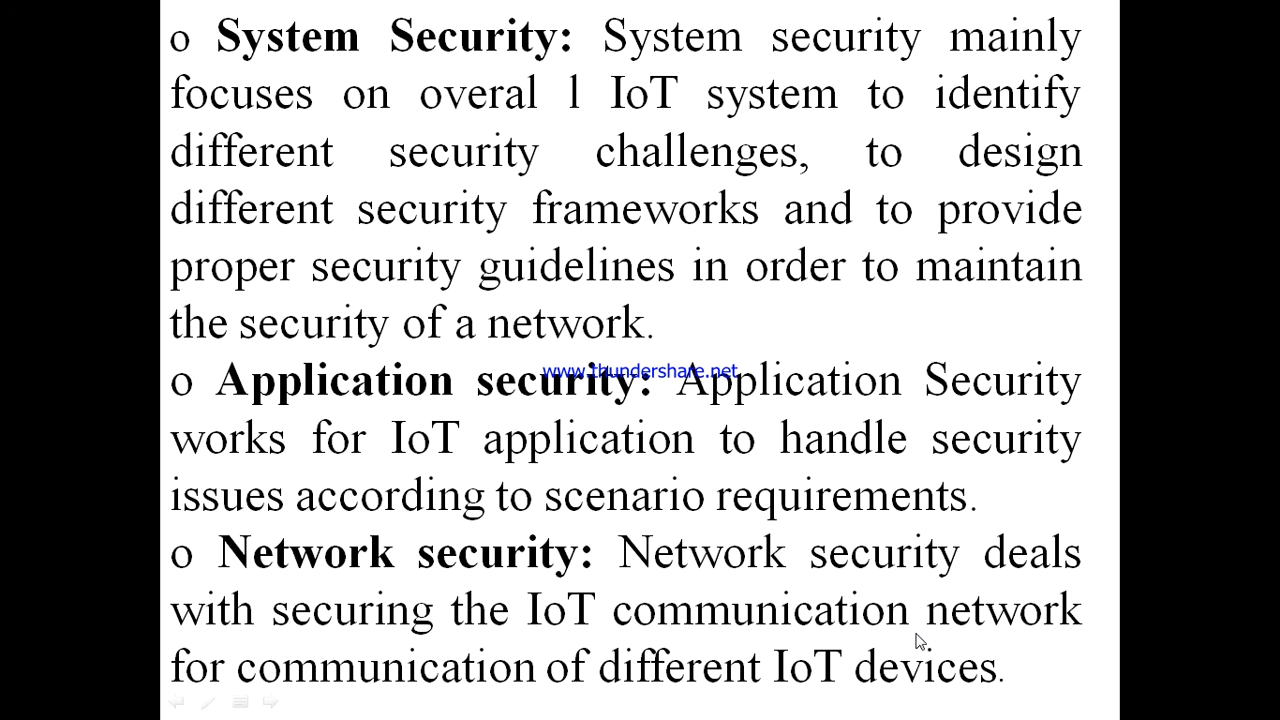 o System Security: System security mainly
focuses on overal l IoT system to identify
different security challenges, to design
different security frameworks and to provide
proper security guidelines in order to maintain
the security of a network.
www.thundershare.net
o Application security: Application Security
works for IoT application to handle security
issues according to scenario requirements.
o Network security: Network security deals
with securing the IoT communication network
for communication of different IoT devices.